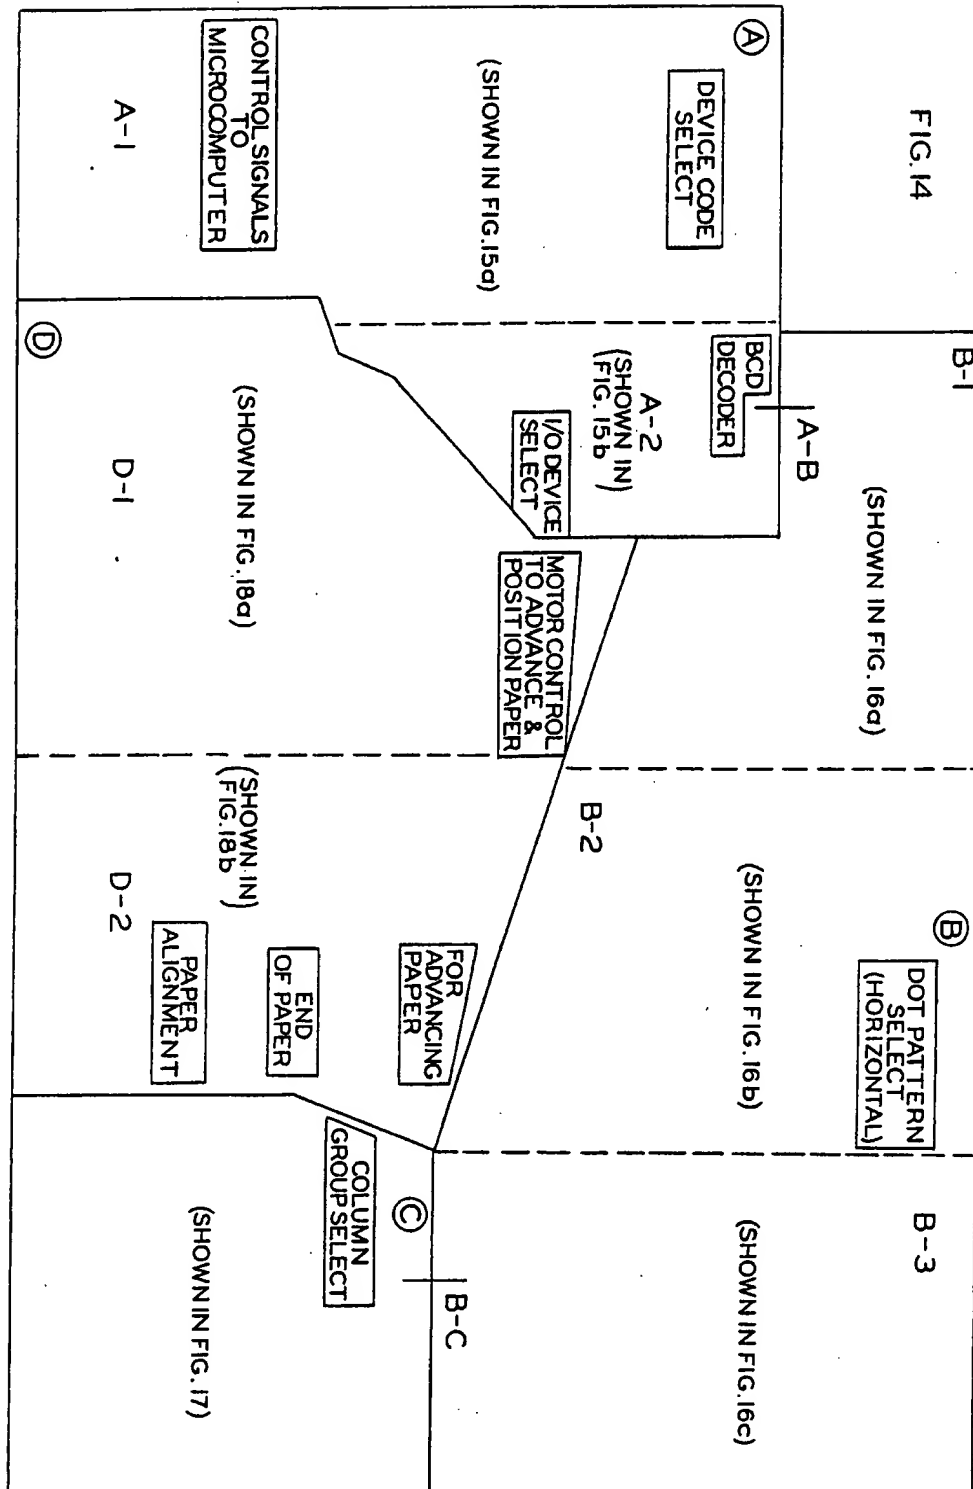 FIG. 14
B-1
A
DEVICE CODE
SELECT
(SHOWN IN FIG. 15a)
CONTROL SIGNALS
TO
MICROCOMPUTER
A-1
BCD
DECODER
A-B
A-2
(SHOWN IN)
(FIG. 15b)
I/O DEVICE
SELECT
(SHOWN IN FIG. 16a)
B-2
(SHOWN IN FIG. 16b)
B
DOT PATTERN
SELECT
(HORIZONTAL)
B-3
(SHOWN IN FIG. 16c)
B-C
MOTOR CONTROL
TO ADVANCE &
POSITION PAPER
D
(SHOWN IN FIG. 18a)
D-1
(SHOWN IN)
(FIG. 18b)
D-2
FOR
ADVANCING
PAPER
END
OF PAPER
PAPER
ALIGNMENT
C
COLUMN
GROUP SELECT
(SHOWN IN FIG. 17)